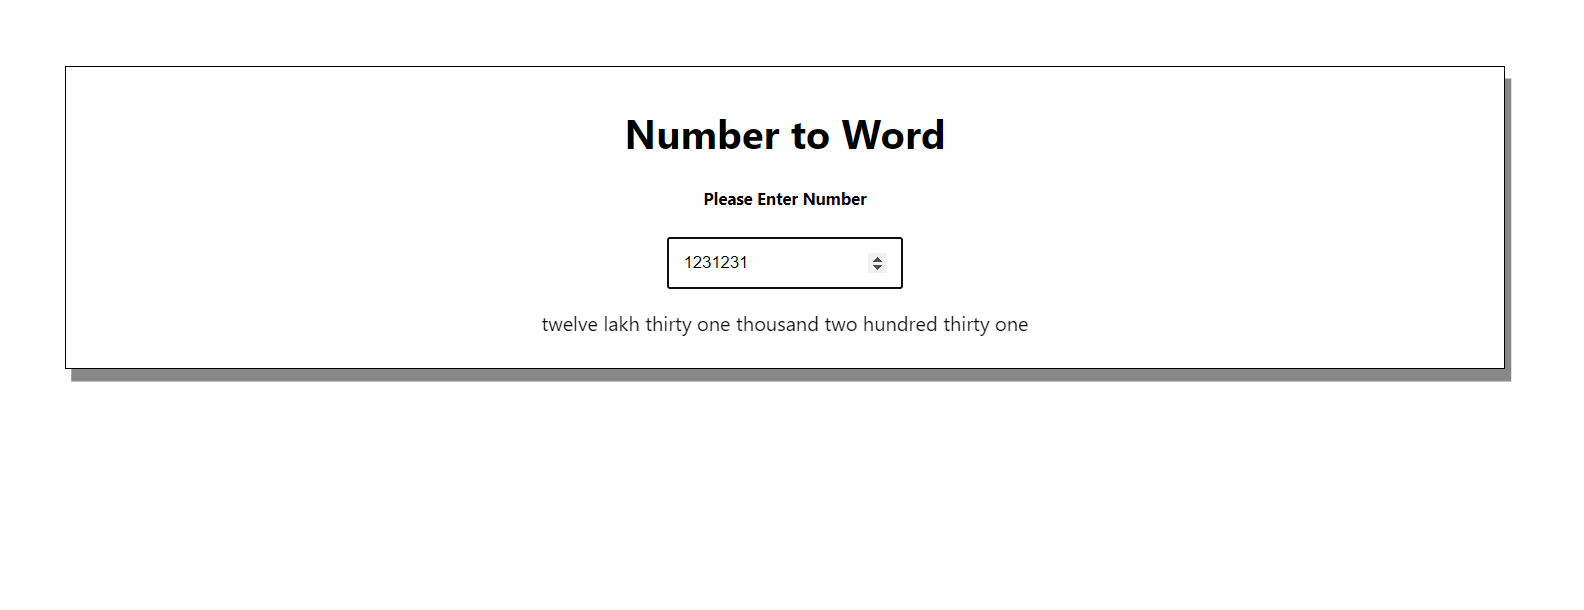 Number to Word
Please Enter Number
1231231
twelve lakh thirty one thousand two hundred thirty one